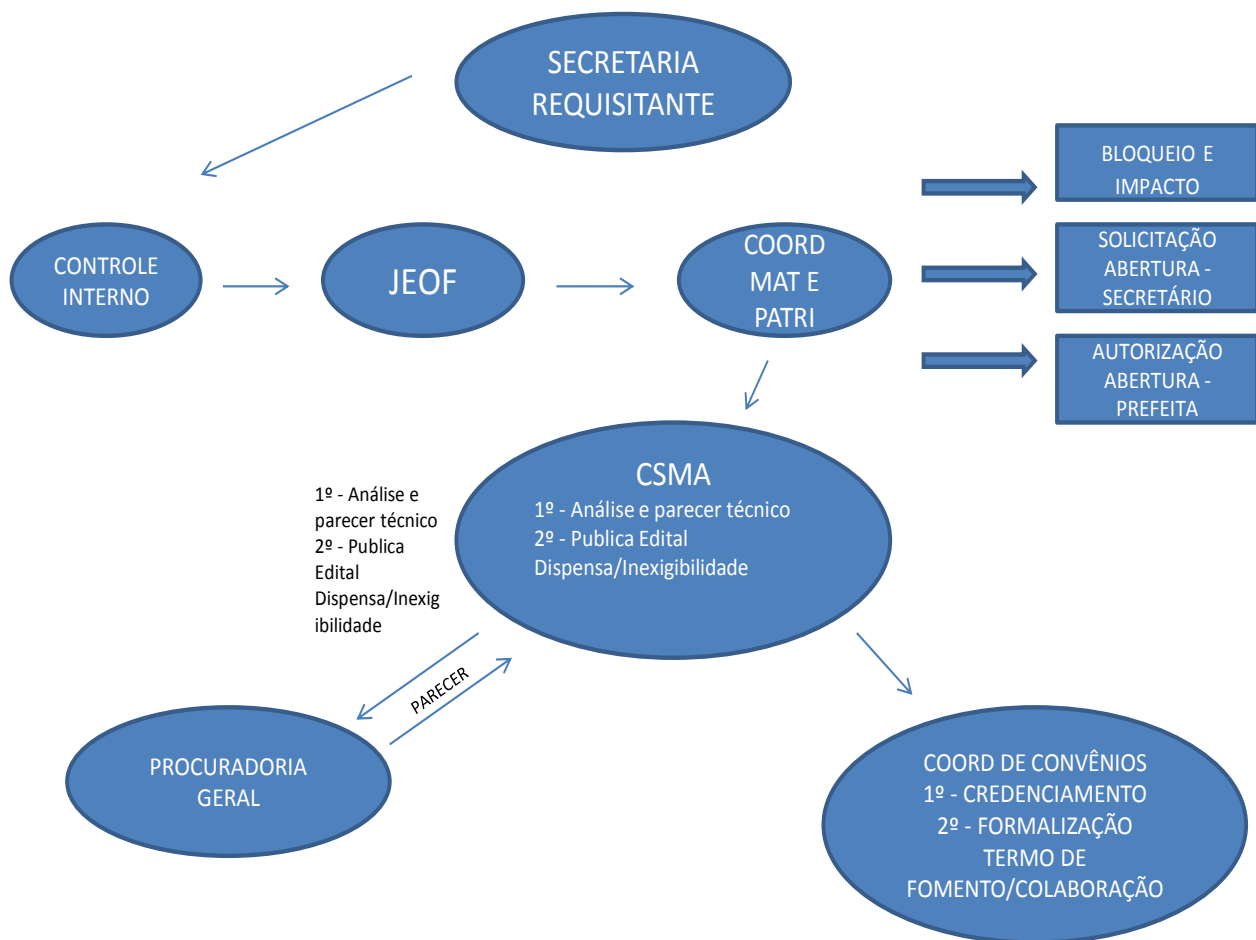 SECRETARIA
REQUISITANTE
BLOQUEIO E
IMPACTO
CONTROLE
INTERNO
JEOF
COORD
MAT E
PATRI
SOLICITAÇÃO
ABERTURA -
SECRETÁRIO
AUTORIZAÇÃO
ABERTURA -
PREFEITA
1º - Análise e
parecer técnico
2º - Publica
Edital
Dispensa/Inexig
ibilidade
CSMA
1º - Análise e parecer técnico
2º - Publica Edital
Dispensa/Inexigibilidade
PARECER
PROCURADORIA
GERAL
COORD DE CONVÊNIOS
1º - CREDENCIAMENTO
2º - FORMALIZAÇÃO
TERMO DE
FOMENTO/COLABORAÇÃO